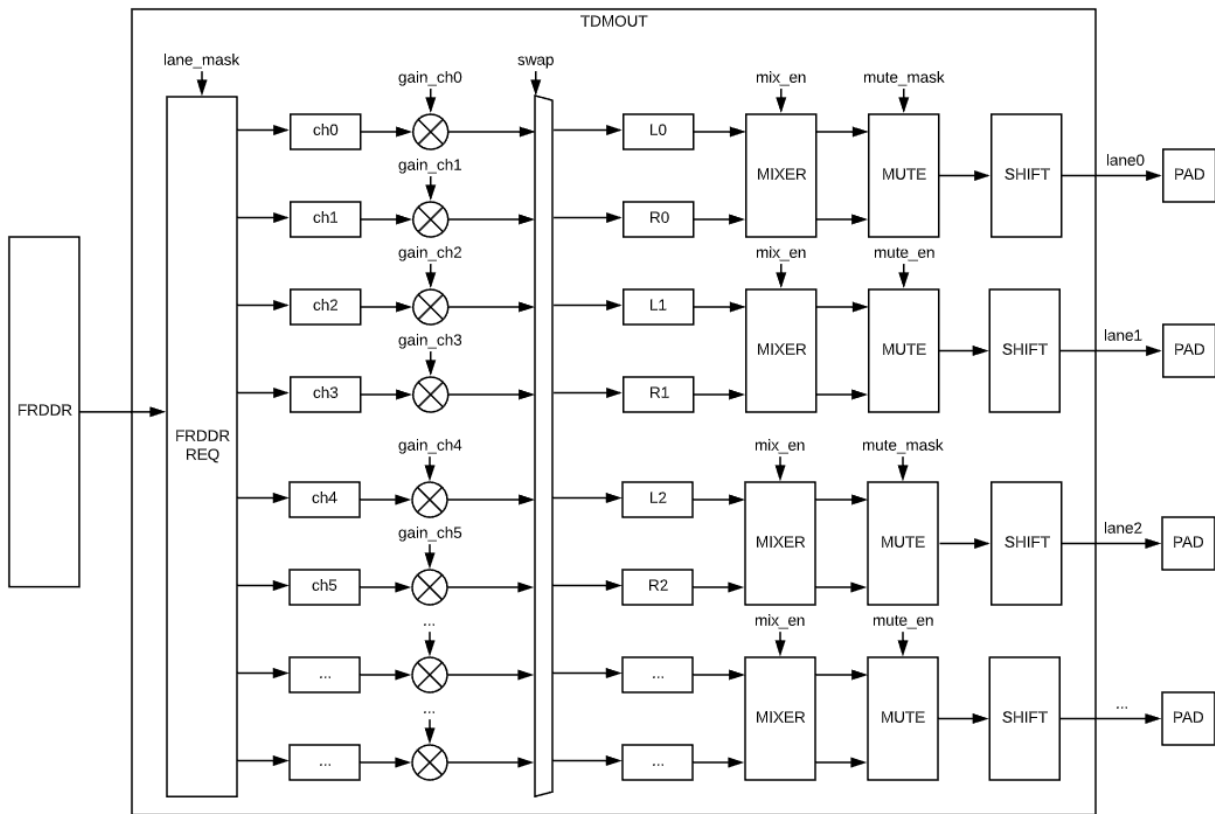 TDMOUT
lane_mask
swap
gain_ch0
mix_en
mute_mask
ch0
L0
MIXER
MUTE
SHIFT
lane0
PAD
gain_ch1
ch1
R0
gain_ch2
mix_en
mute_en
ch2
L1
MIXER
MUTE
SHIFT
lane1
PAD
gain_ch3
ch3
R1
FRDDR
FRDDR
REQ
gain_ch4
mix_en
mute_mask
ch4
L2
MIXER
MUTE
SHIFT
lane2
PAD
gain_ch5
ch5
R2
...
mix_en
mute_en
...
...
MIXER
MUTE
SHIFT
...
PAD
...
...
...